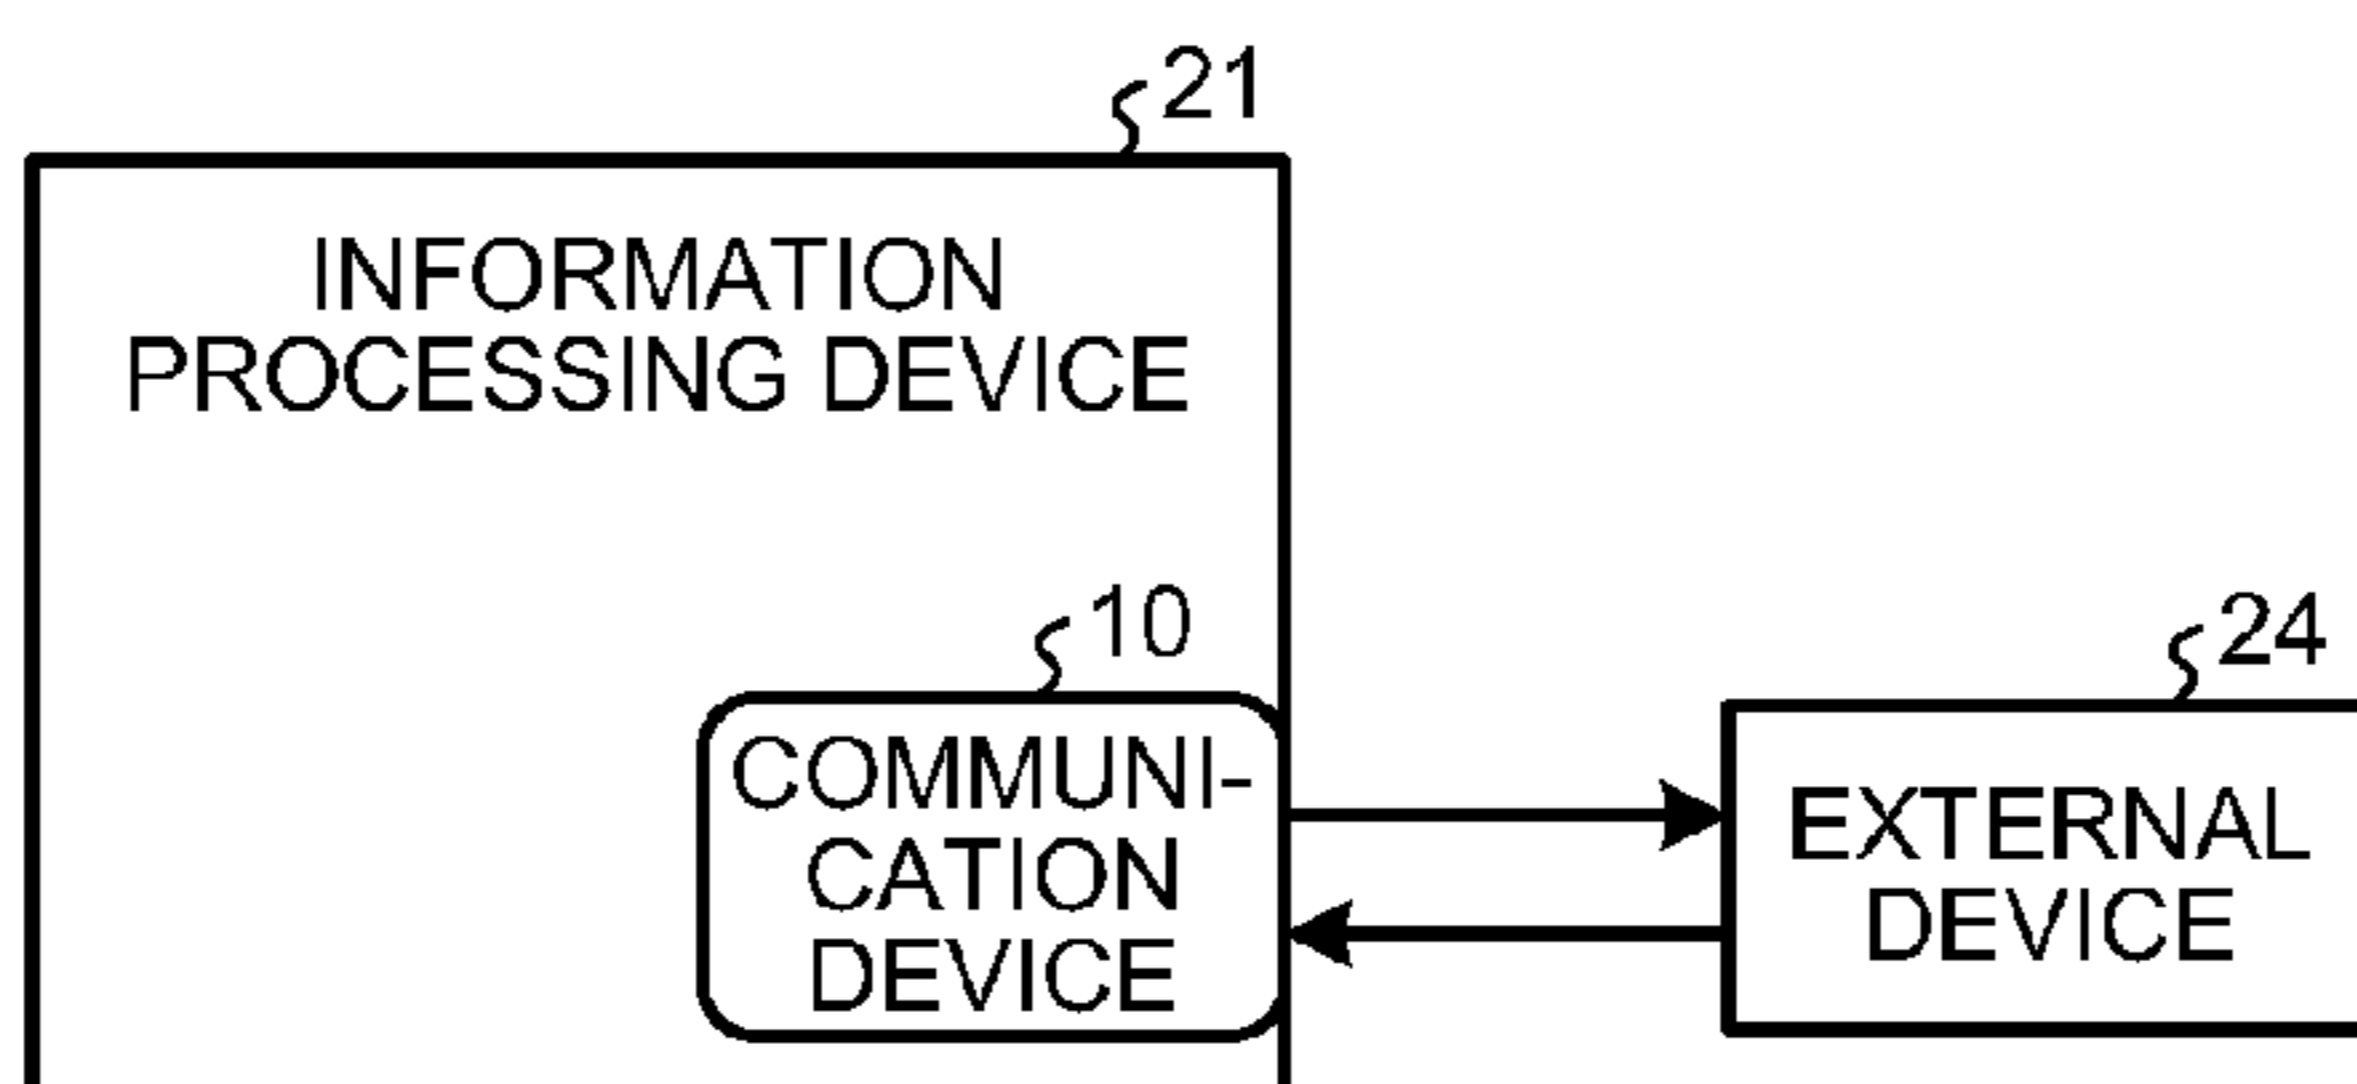 21
INFORMATION
PROCESSING DEVICE
10
COMMUNI-
CATION
DEVICE
24
EXTERNAL
DEVICE